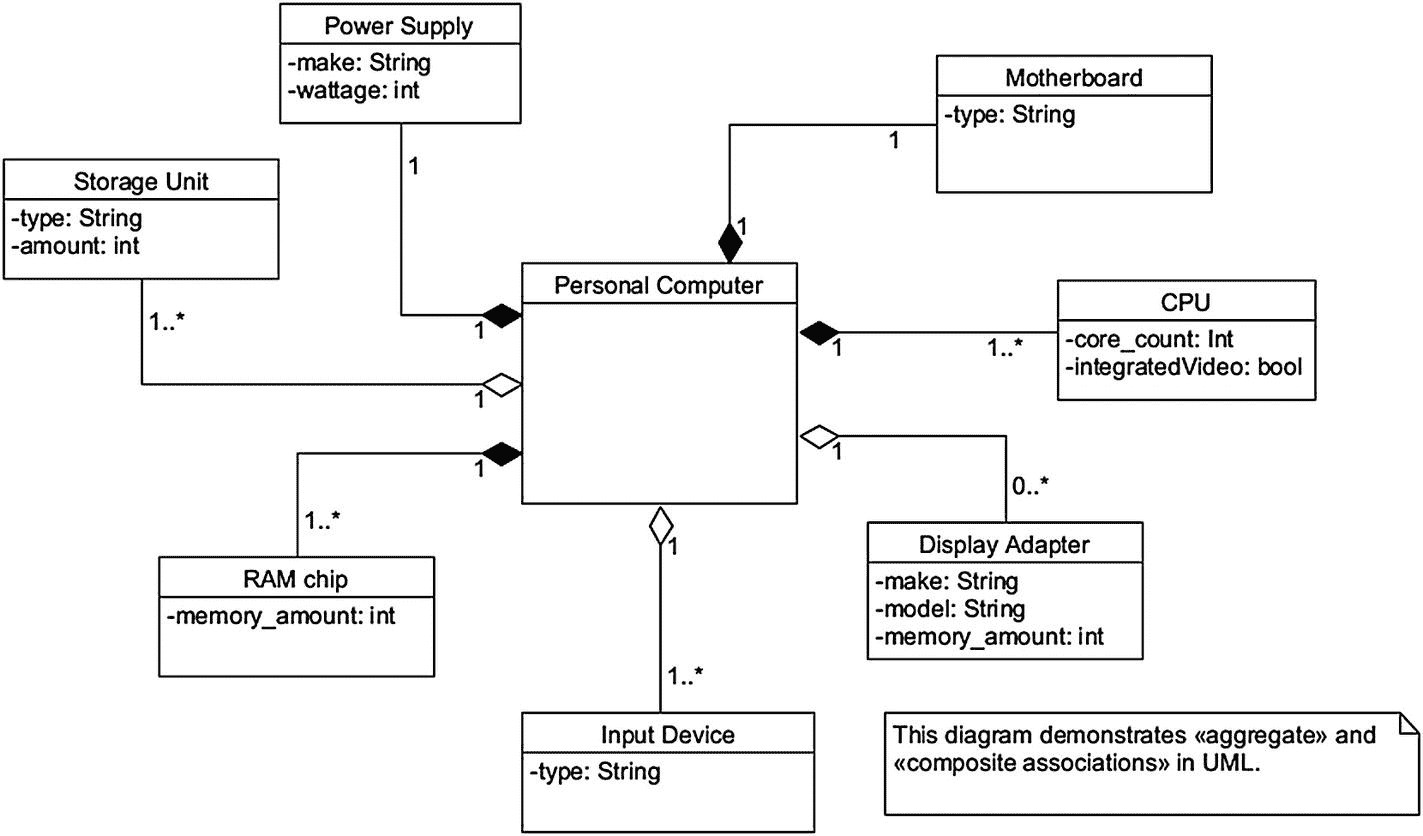 Power Supply
-make: String
-wattage: int
1
Motherboard
-type: String
1
Storage Unit
-type: String
-amount: int
1..*
1
Personal Computer
1
1
1
CPU
-core_count: Int
-integratedVideo: bool
1
1..*
1
0..*
1
1..*
RAM chip
-memory_amount: int
1
1..*
Display Adapter
-make: String
-model: String
-memory_amount: int
Input Device
-type: String
This diagram demonstrates «aggregate» and
«composite associations» in UML.